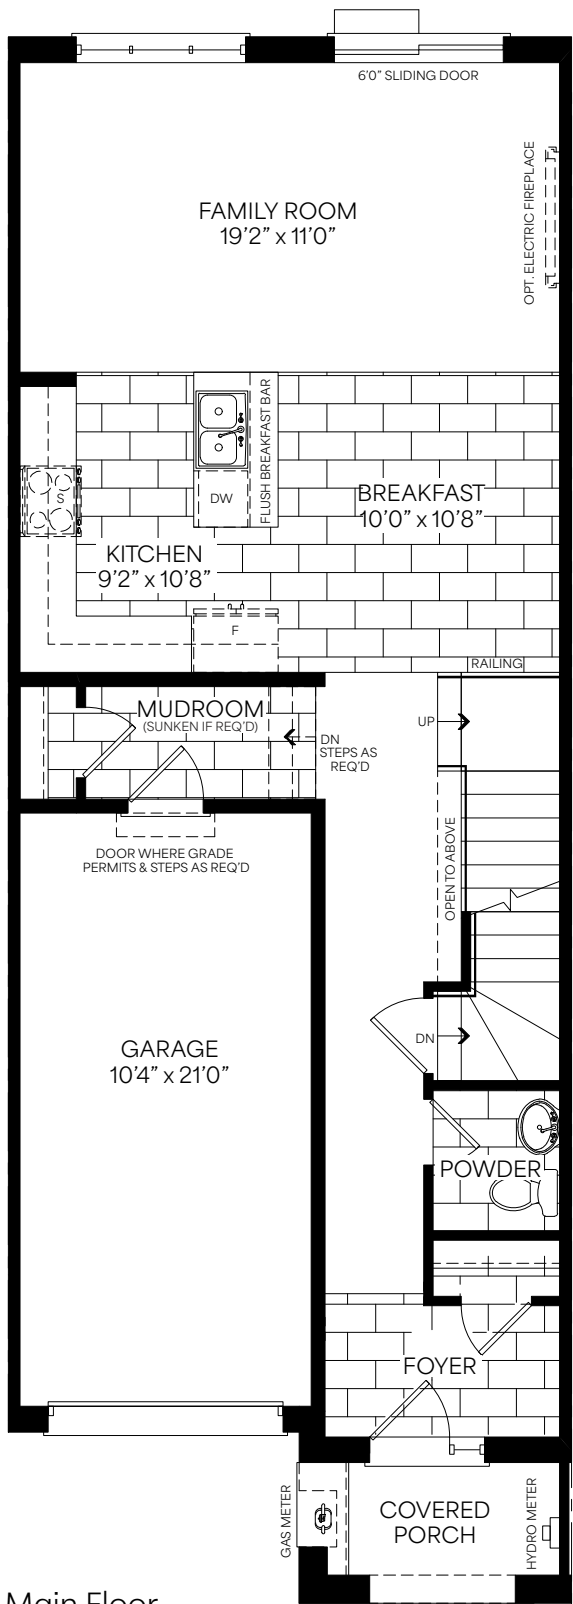 6'0" SLIDING DOOR
OPT. ELECTRIC FIREPLACE
FAMILY ROOM
19'2" x 11'0"
FLUSH BREAKFAST BAR
S
DW
BREAKFAST
10'0" x 10'8"
KITCHEN
9'2" x 10'8"
F
RAILING
MUDROOM
(SUNKEN IF REQ'D)
UP
DN
STEPS AS
REQ'D
DOOR WHERE GRADE
PERMITS & STEPS AS REQ'D
OPEN TO ABOVE
GARAGE
10'4" x 21'0"
DN
POWDER
FOYER
GAS METER
COVERED
PORCH
HYDRO METER
Main Floor